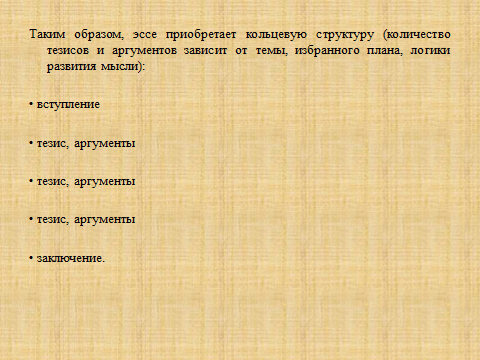 Таким образом, эссе приобретает кольцевую структуру (количество
тезисов и аргументов зависит от темы, избранного плана, логики
развития мысли):
• вступление
• тезис, аргументы
• тезис, аргументы
• тезис, аргументы
• заключение.